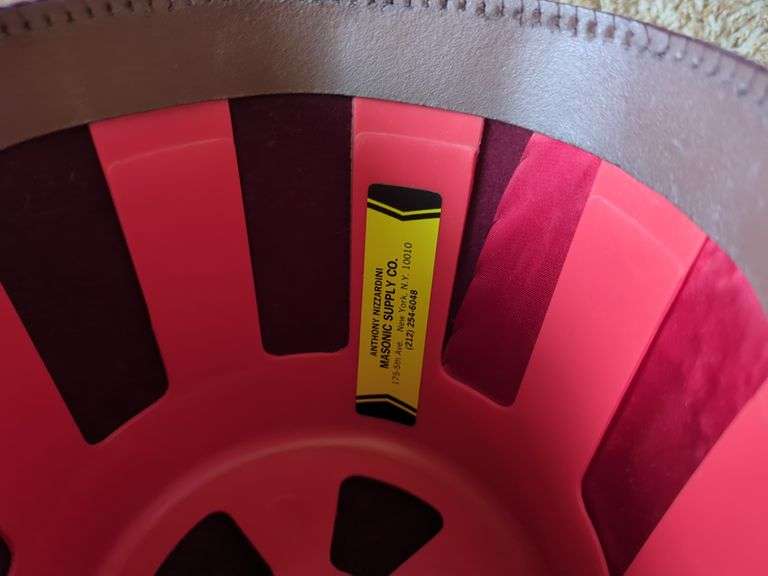 ANTHONY NIZZARDINI
MASONIC SUPPLY CO.
175-5th Ave. New York, N.Y. 10010
(212) 254-6048